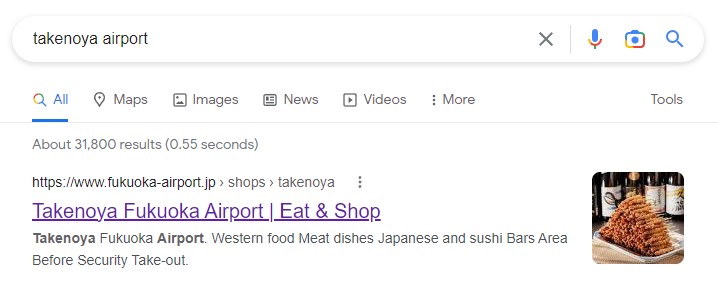 takenoya airport
All Maps Images News Videos More Tools
About 31,800 results (0.55 seconds)
https://www.fukuoka-airport.jp › shops › takenoya
Takenoya Fukuoka Airport | Eat & Shop
Takenoya Fukuoka Airport. Western food Meat dishes Japanese and sushi Bars Area
Before Security Take-out.